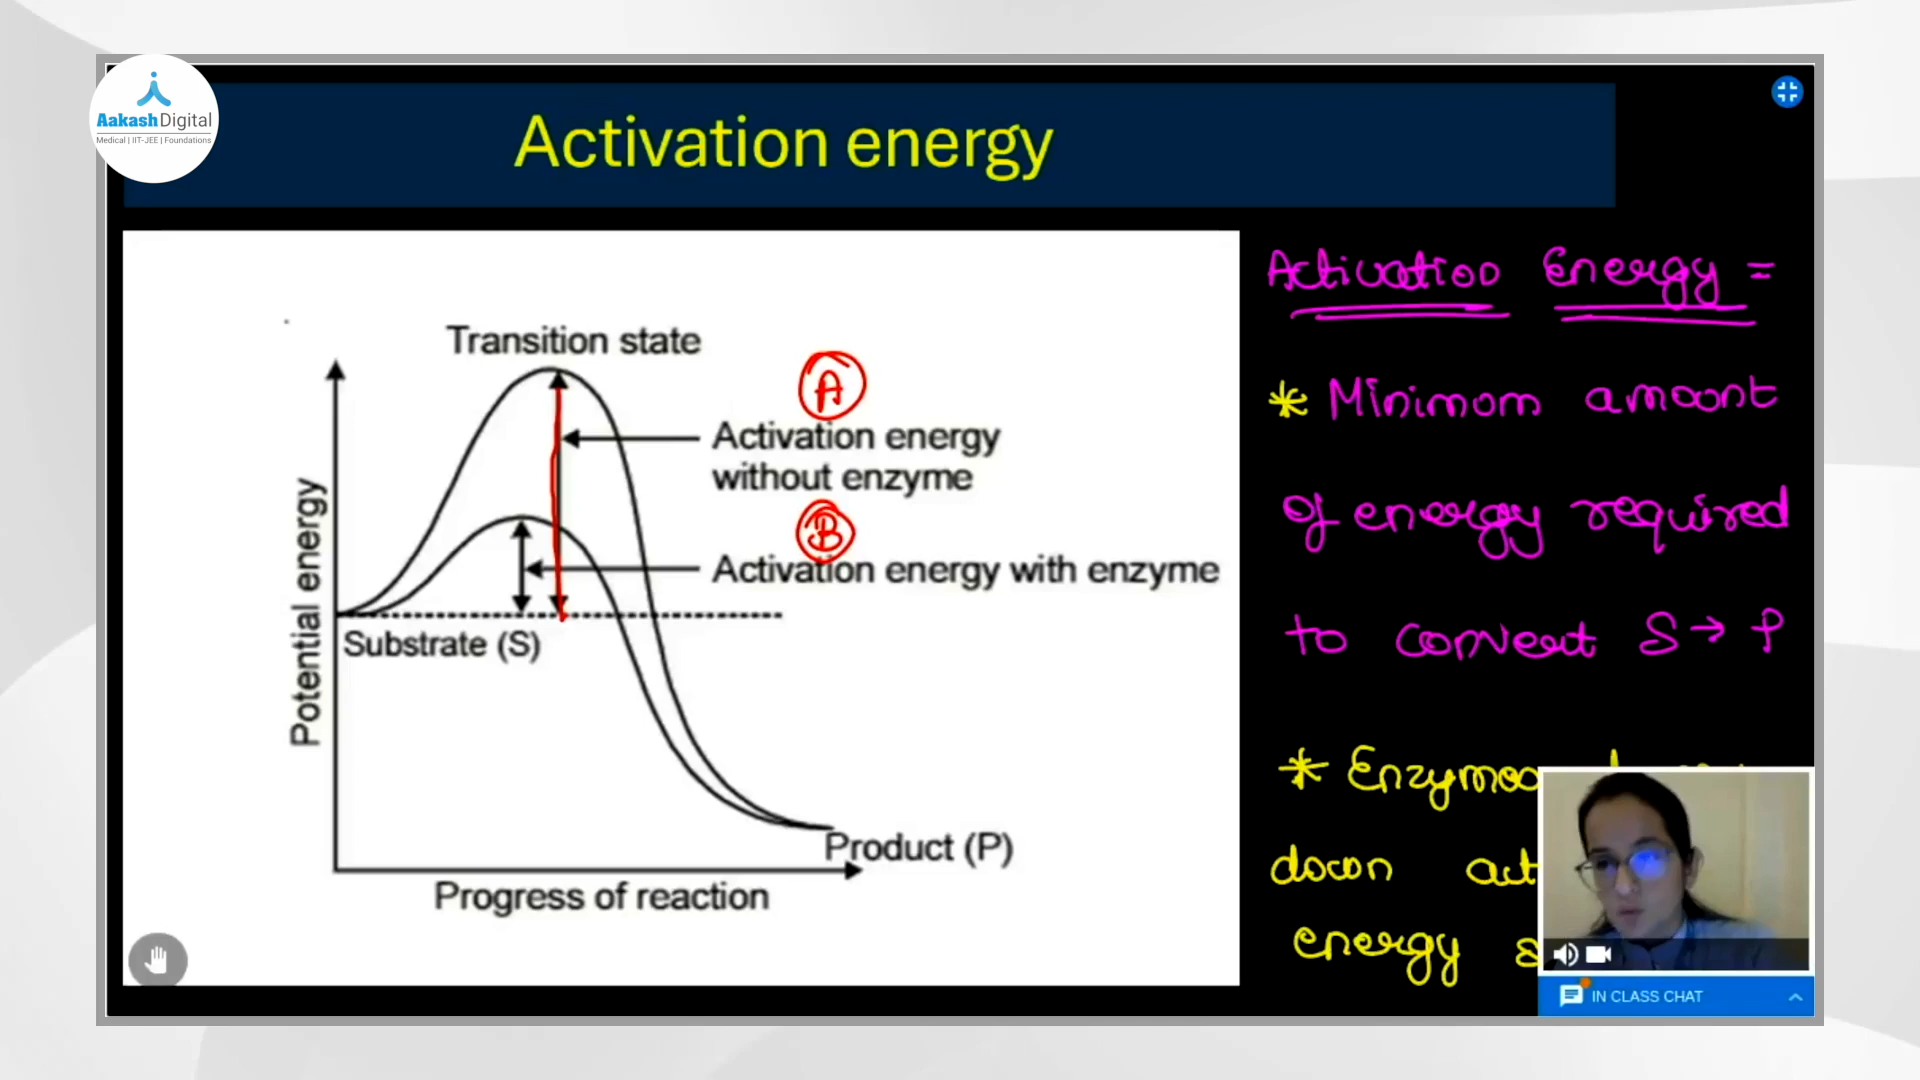 AakashDigital
Medical | IIT-JEE | Foundations
Activation energy
Transition state
A
Activation energy
without enzyme
B
Activation energy with enzyme
Substrate (S)
Potential energy
Product (P)
Progress of reaction
Activation Energy =
* Minimum amount
of energy required
to convert S → P
* Enzymes
down
energy
IN CLASS CHAT